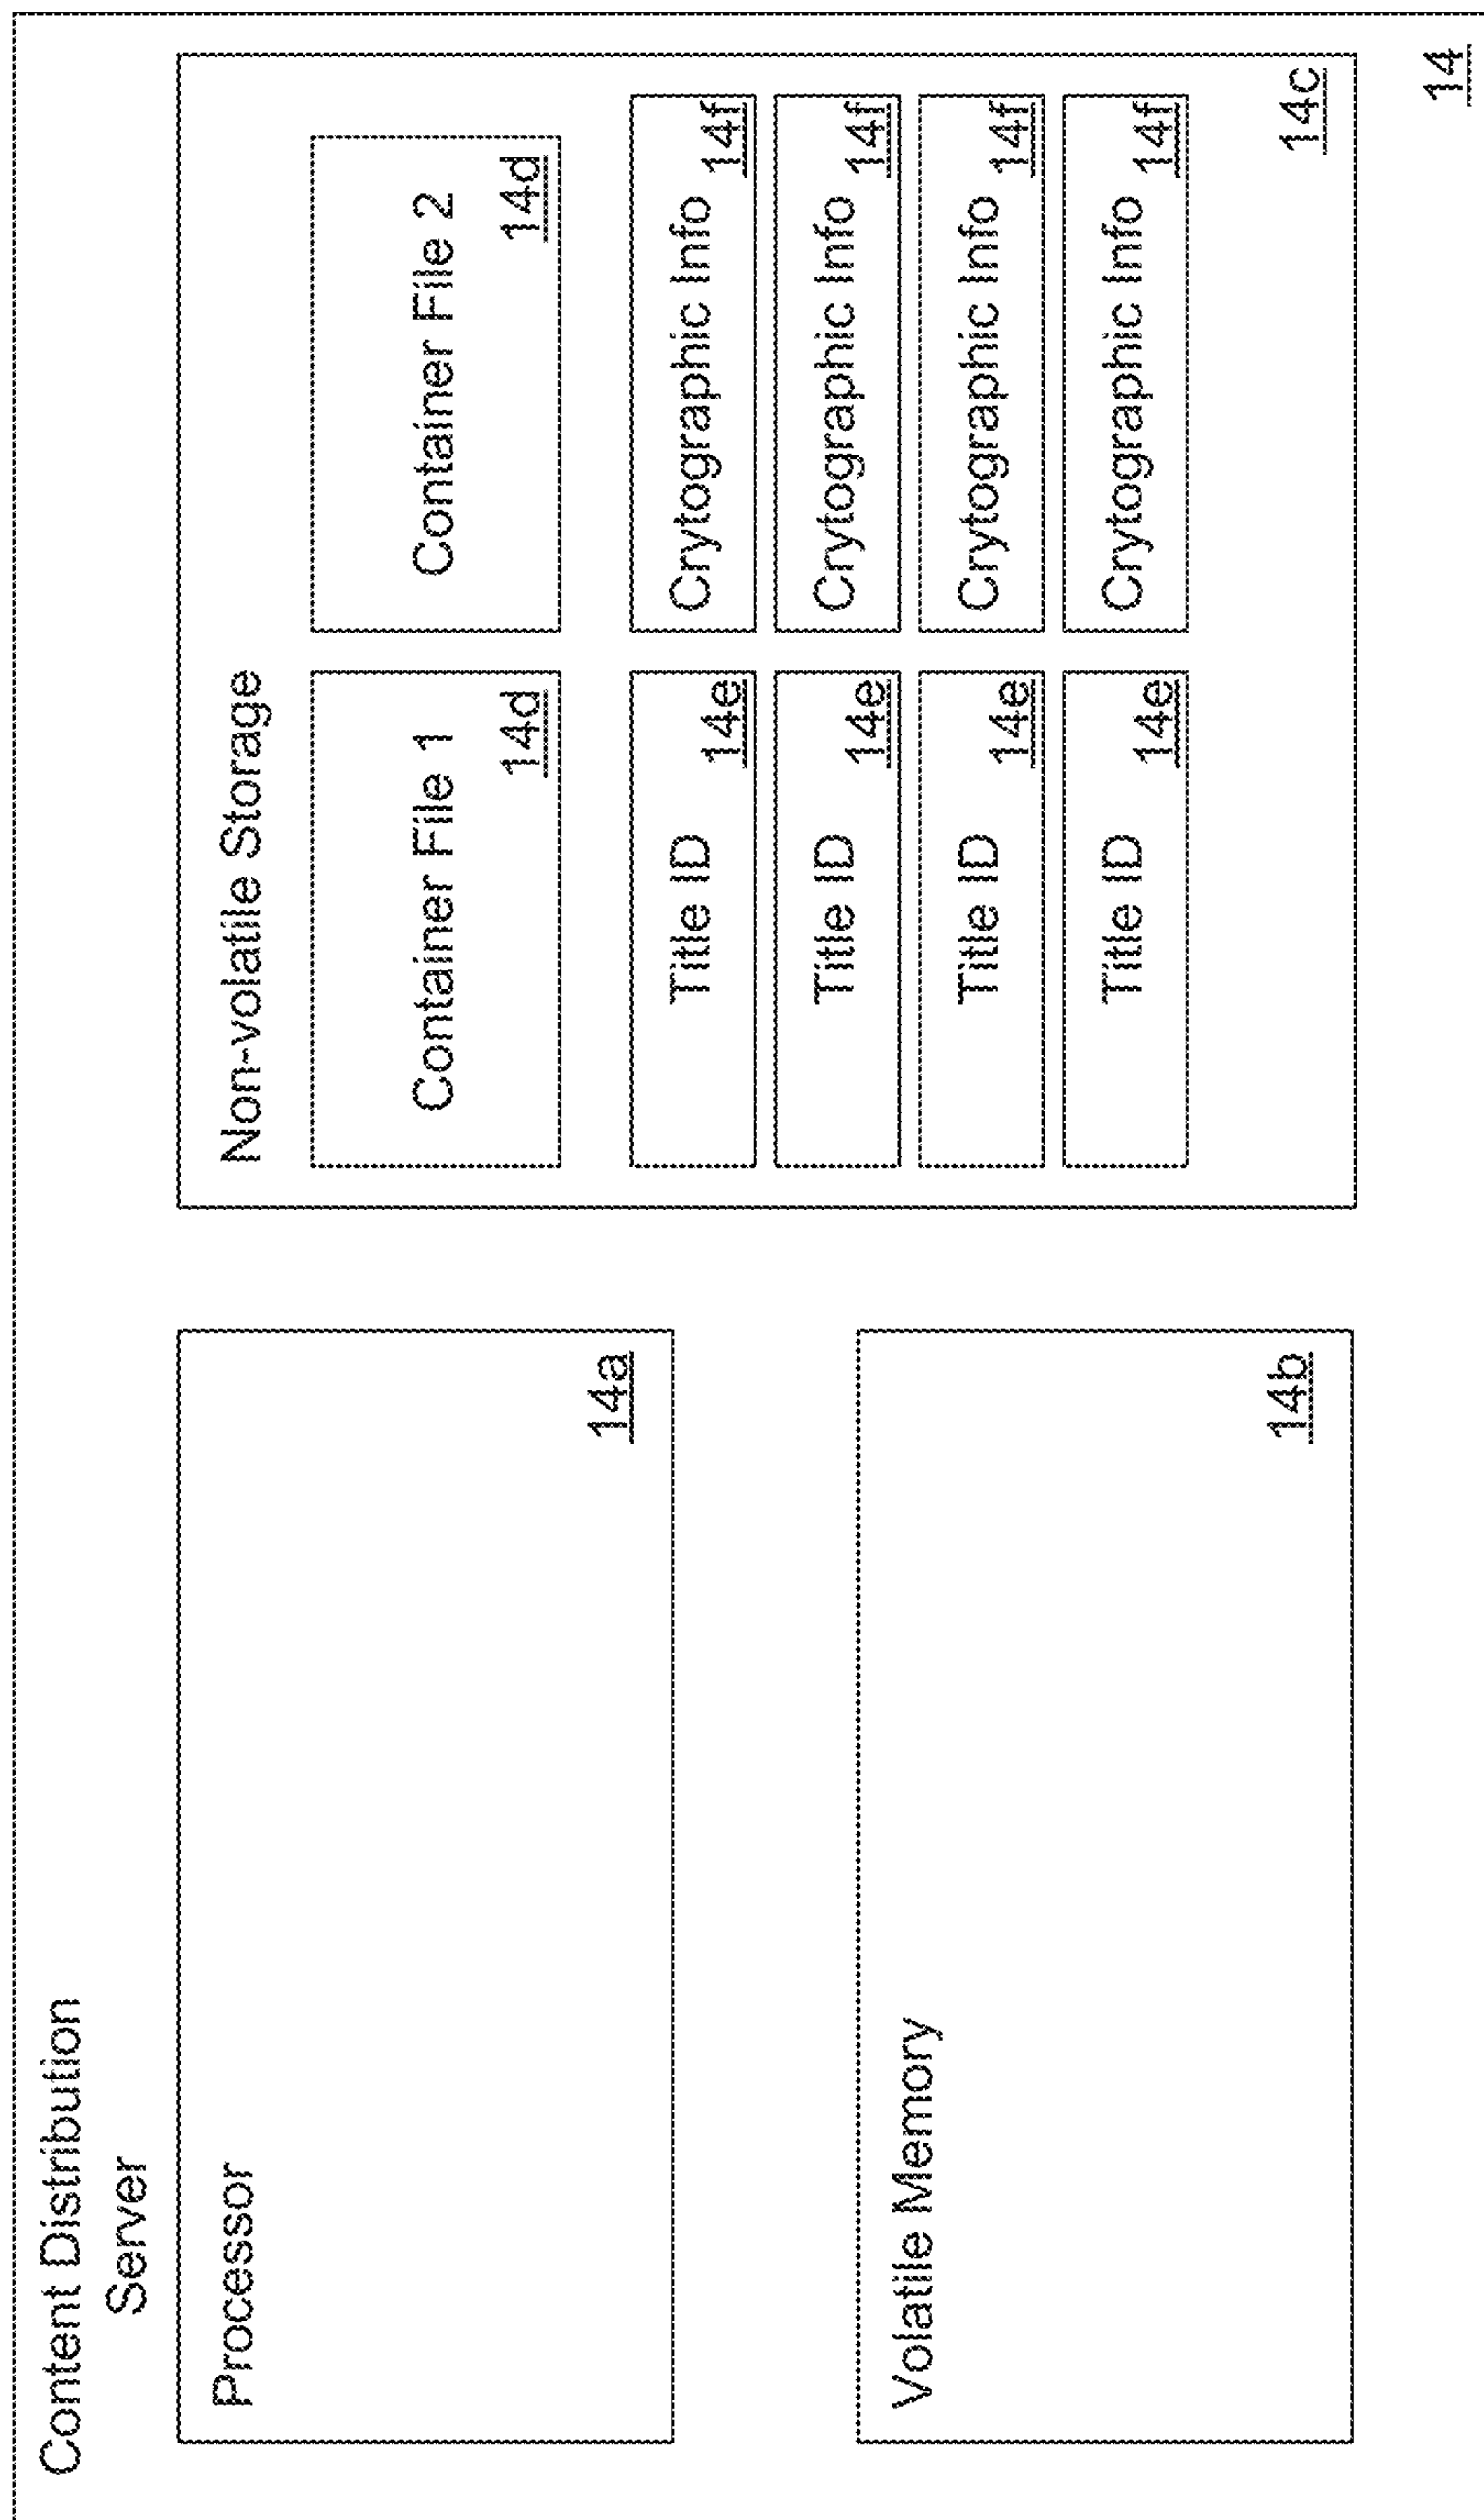 Content Distribution
Server
Processor
14a
Volatile Memory
14b
Non-volatile Storage
Container File 1
14d
Container File 2
14d
Title ID
14e
Crytographic Info
14f
Title ID
14e
Crytographic Info
14f
Title ID
14e
Crytographic Info
14f
Title ID
14e
Crytographic Info
14f
14c
14